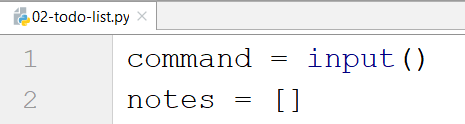 02-todo-list.py
1 command = input()
2 notes = []